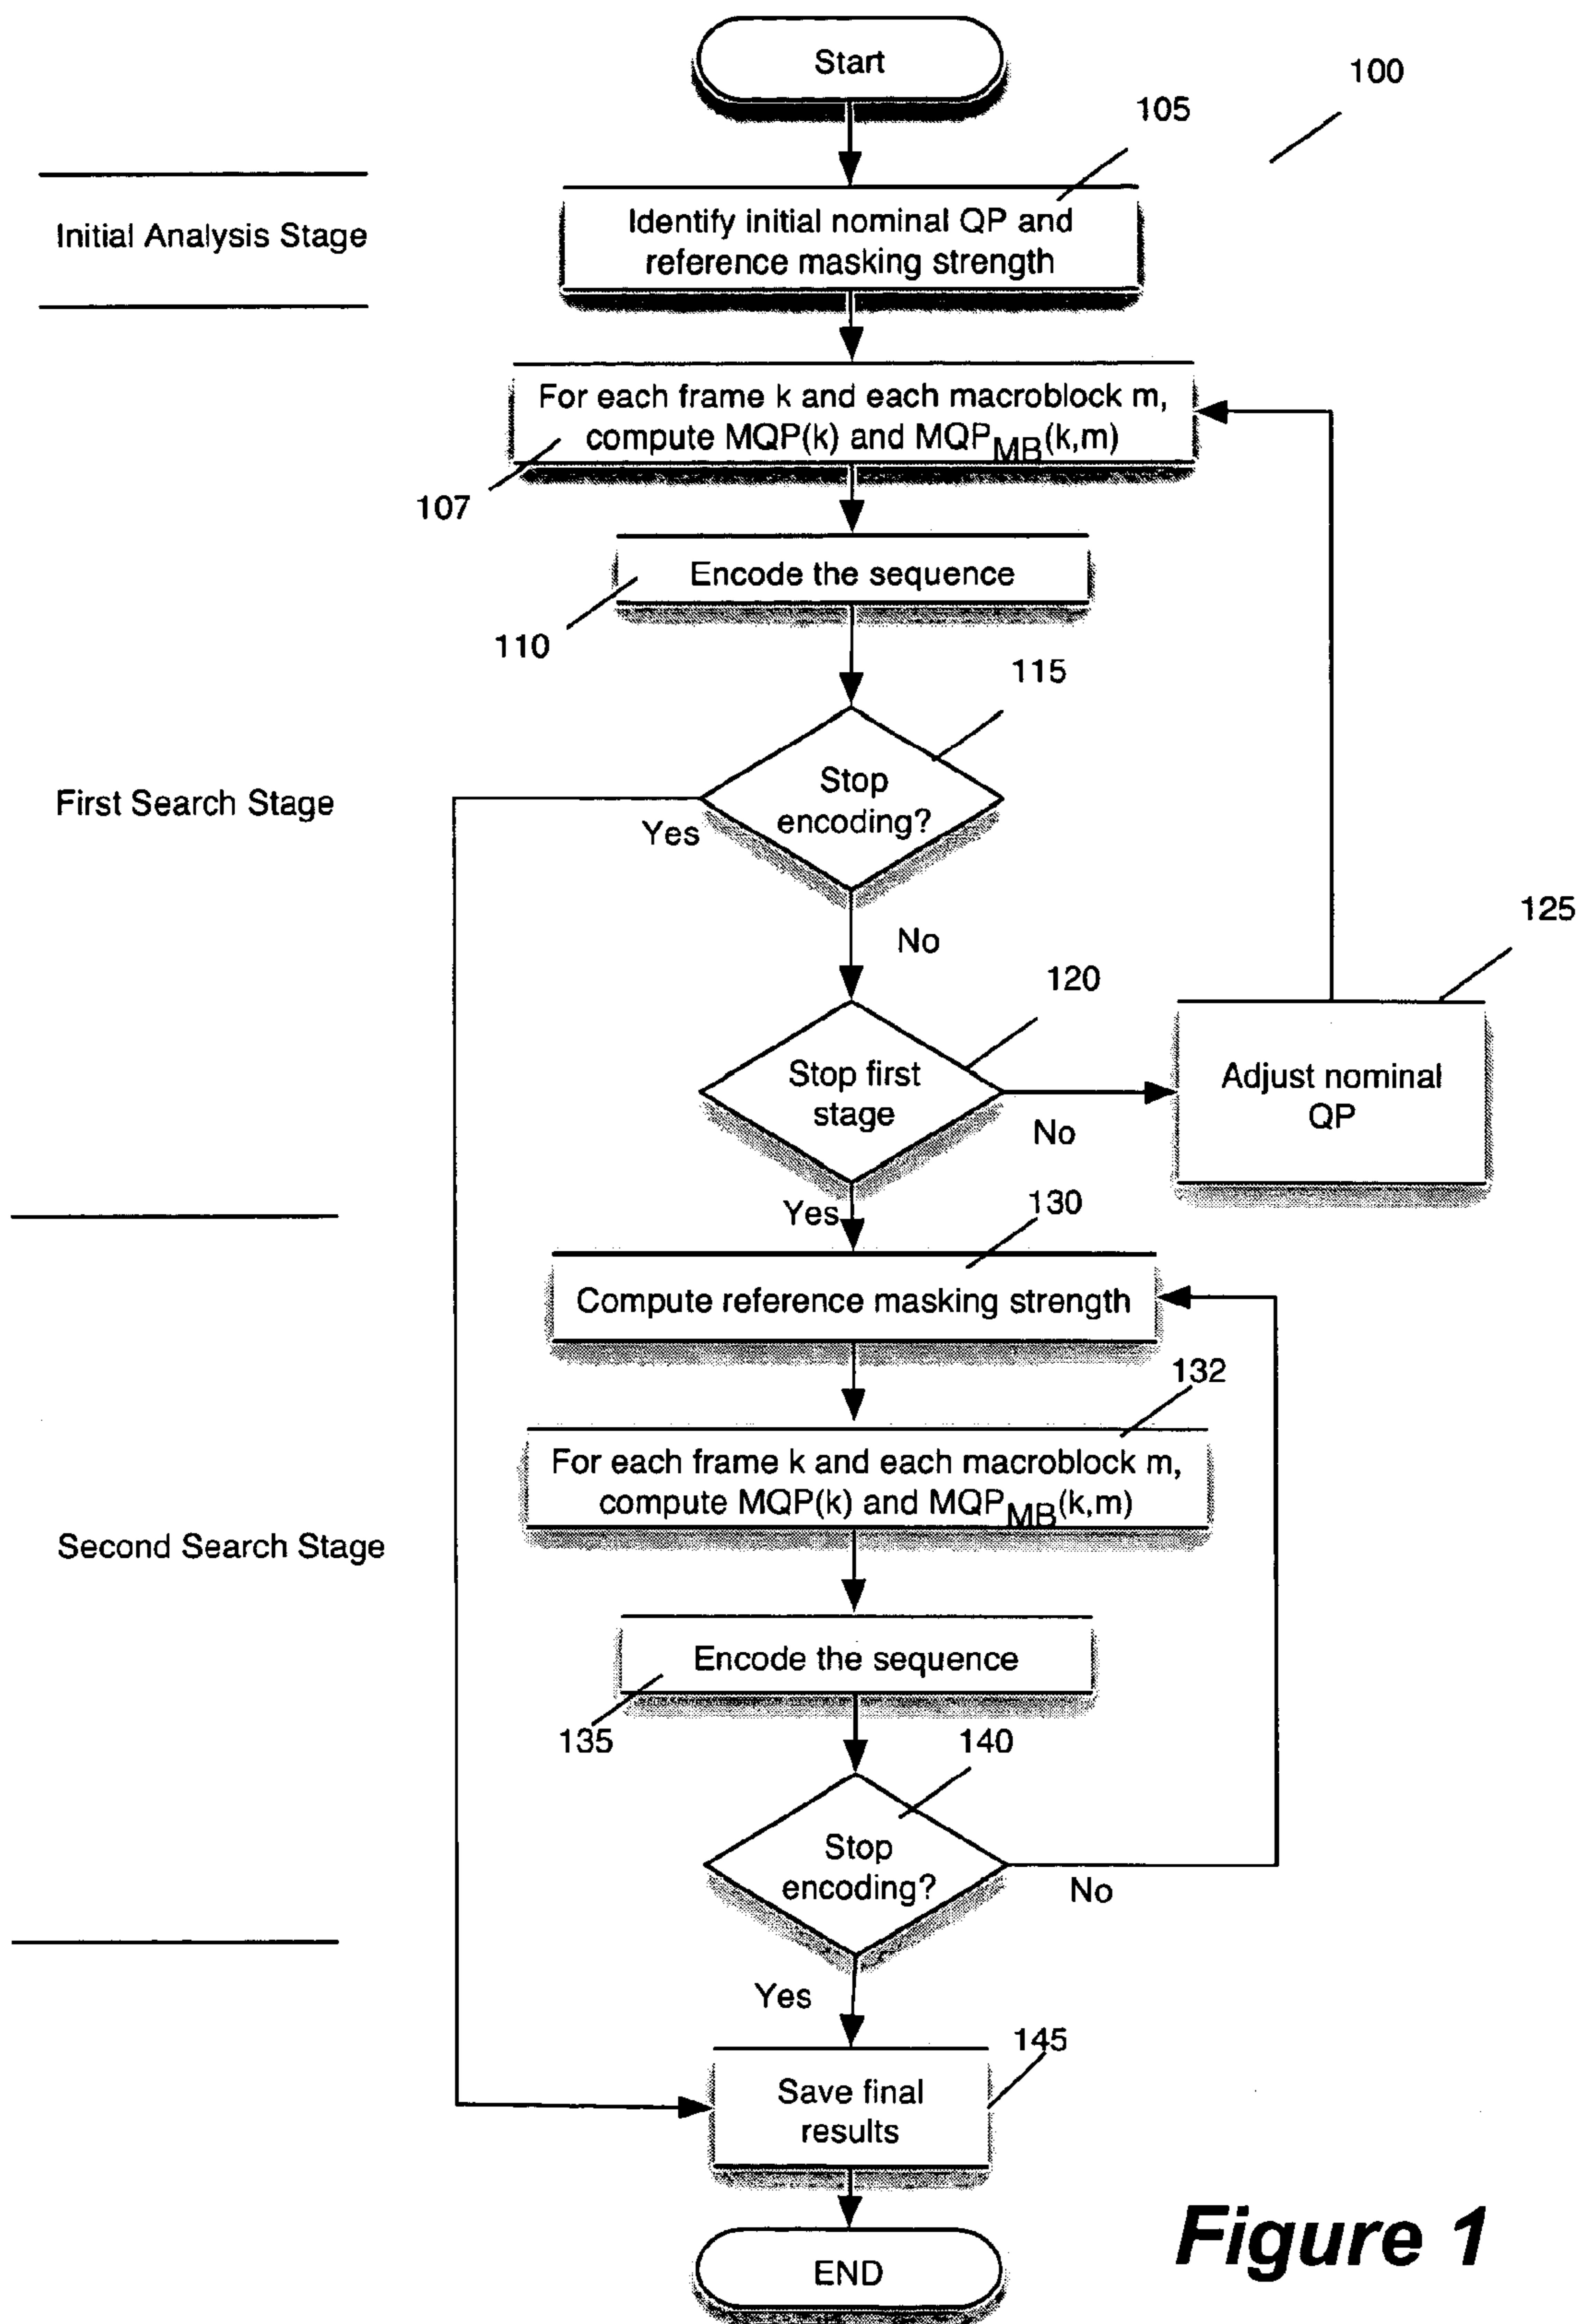 Start
100
105
Initial Analysis Stage
Identify initial nominal QP and
reference masking strength
For each frame k and each macroblock m,
compute MQP(k) and MQP_MB(k,m)
107
Encode the sequence
110
115
First Search Stage
Stop
encoding?
Yes
No
125
120
Stop first
stage
No
Adjust nominal
QP
Yes
130
Compute reference masking strength
132
For each frame k and each macroblock m,
compute MQP(k) and MQP_MB(k,m)
Second Search Stage
Encode the sequence
135
140
Stop
encoding?
No
Yes
145
Save final
results
END
Figure 1